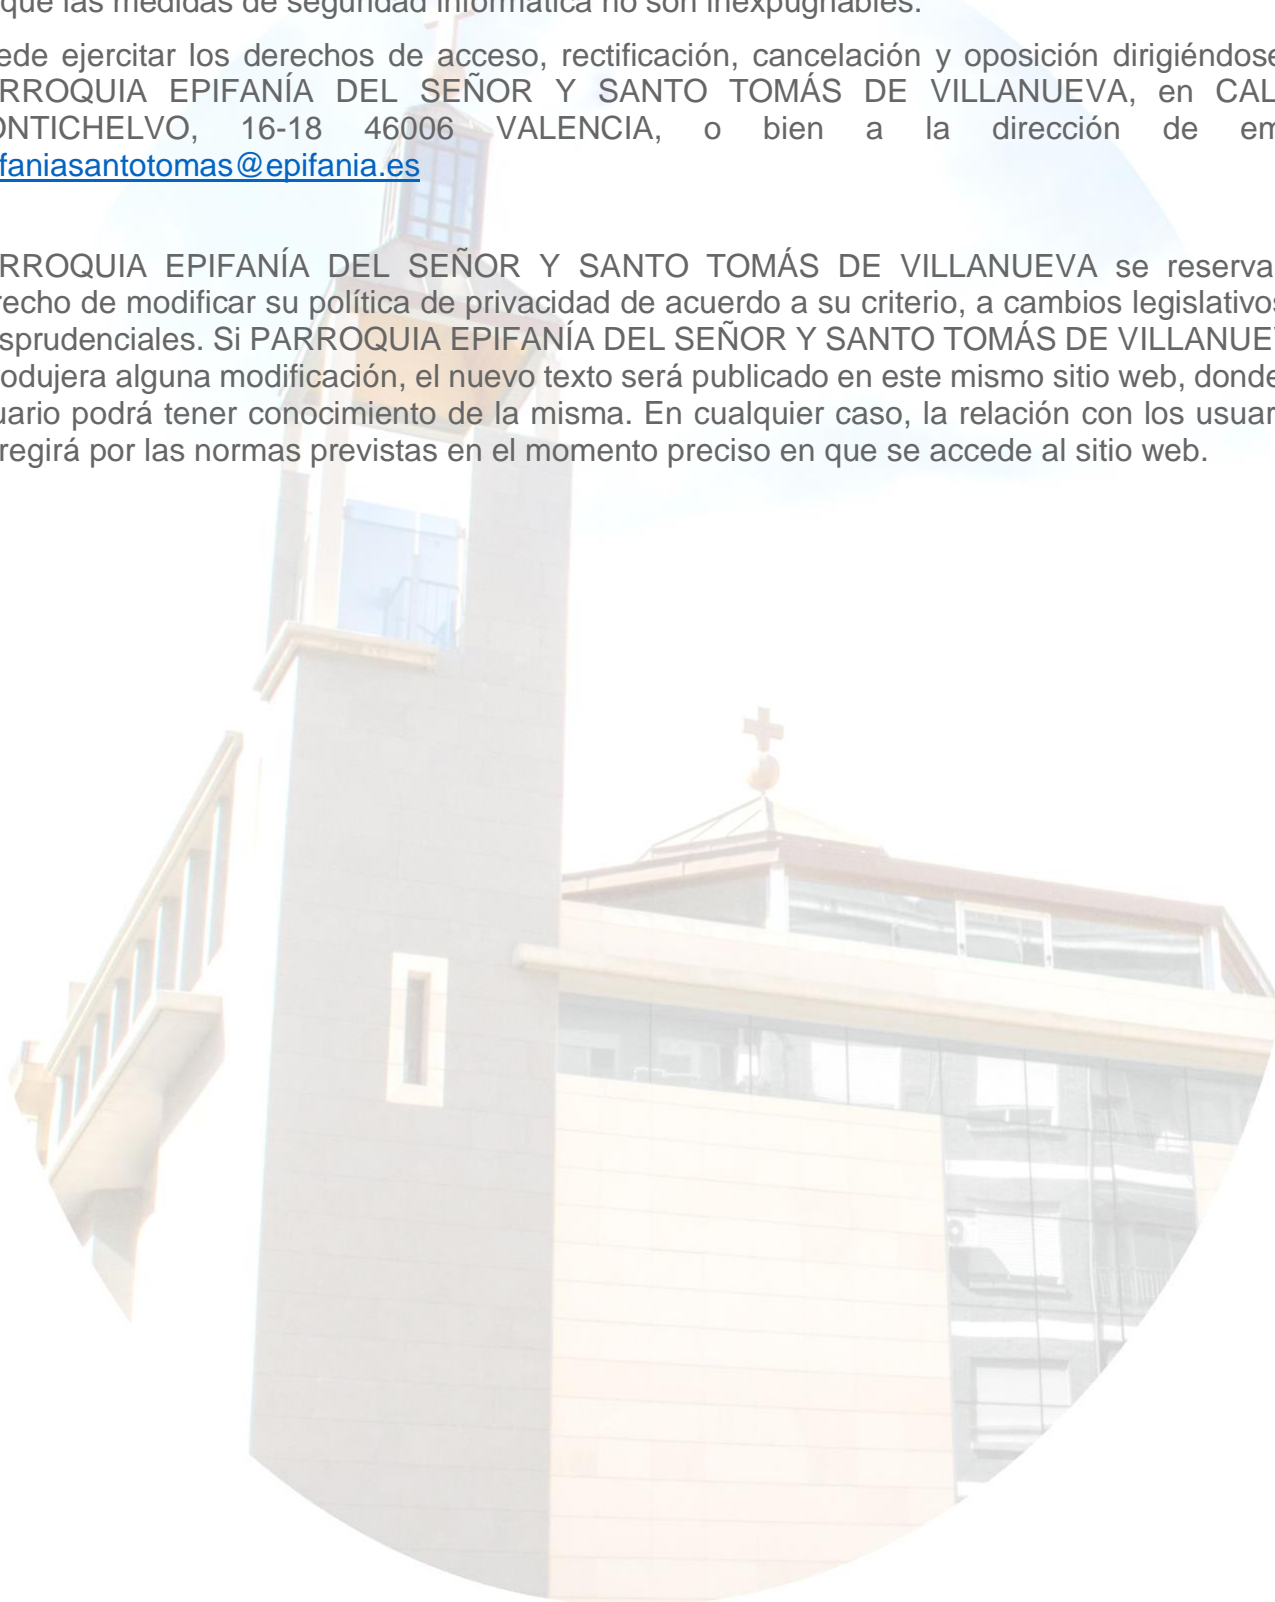 que las medidas de seguridad informática no son inexpugnables.
ede ejercitar los derechos de acceso, rectificación, cancelación y oposición dirigiéndose
RROQUIA EPIFANÍA DEL SEÑOR Y SANTO TOMÁS DE VILLANUEVA, en CAL
ONTICHELVO, 16-18 46006 VALENCIA, o bien a la dirección de em
faniasantotomas@epifania.es
RROQUIA EPIFANÍA DEL SEÑOR Y SANTO TOMÁS DE VILLANUEVA se reserva
recho de modificar su política de privacidad de acuerdo a su criterio, a cambios legislativos
isprudenciales. Si PARROQUIA EPIFANÍA DEL SEÑOR Y SANTO TOMÁS DE VILLANUE
rodujera alguna modificación, el nuevo texto será publicado en este mismo sitio web, donde
uario podrá tener conocimiento de la misma. En cualquier caso, la relación con los usuar
regirá por las normas previstas en el momento preciso en que se accede al sitio web.